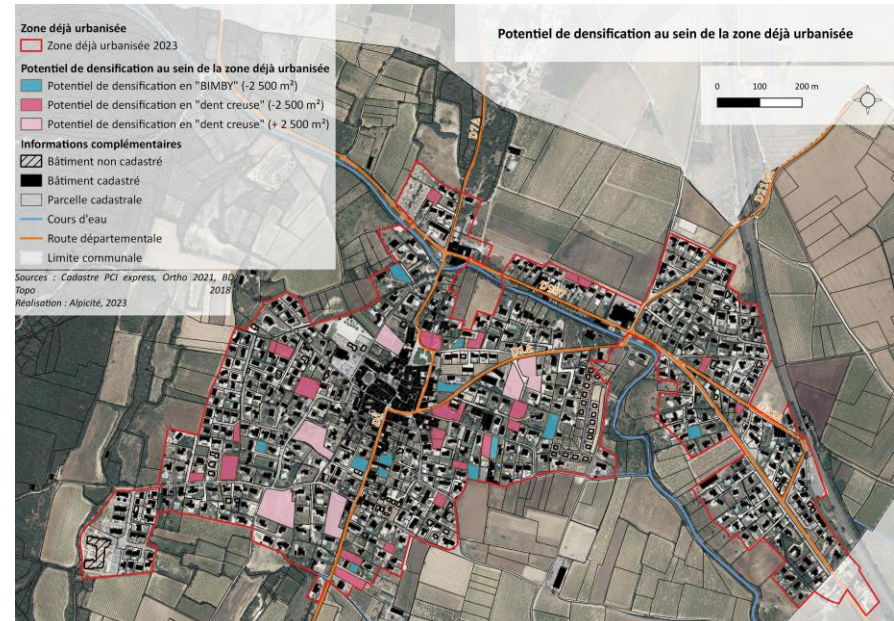 Potentiel de densification au sein de la zone déjà urbanisée
Zone déjà urbanisée
Zone déjà urbanisée 2023
Potentiel de densification au sein de la zone déjà urbanisée
Potentiel de densification en "BIMBY" (-2 500 m²)
Potentiel de densification en "dent creuse" (-2 500 m²)
Potentiel de densification en "dent creuse" (+ 2 500 m²)
Informations complémentaires
Bâtiment non cadastré
Bâtiment cadastré
Parcelle cadastrale
Cours d'eau
Route départementale
Limite communale
Sources : Cadastre PCI express, Ortho 2021, BD
Topo 2018
Réalisation : Alpicité, 2023
0 100 200 m